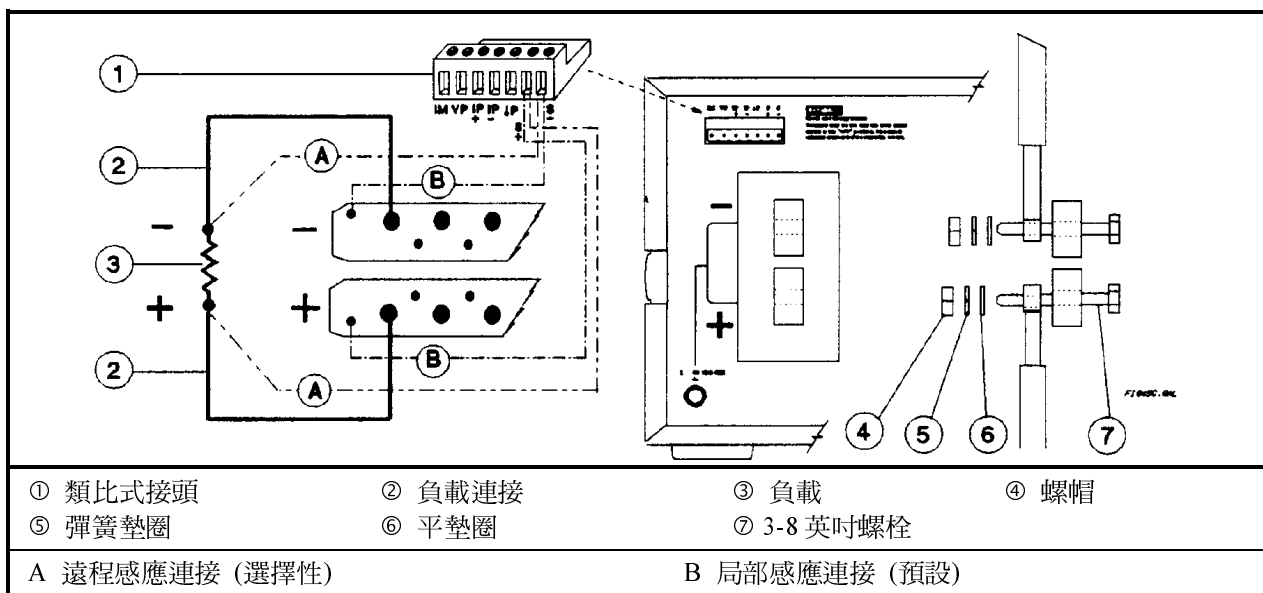 ①
IM VP IP IP ↓P S
+ -
S
+ -
②
A
B
- -
③
+ +
B
②
A
-
+
④ ⑤ ⑥ ⑦
① 類比式接頭 ② 負載連接 ③ 負載 ④ 螺帽
⑤ 彈簧墊圈 ⑥ 平墊圈 ⑦ 3-8 英吋螺栓
A 遠程感應連接 (選擇性) B 局部感應連接 (預設)